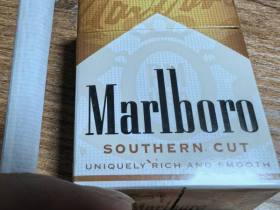 Marlboro
SOUTHERN CUT
UNIQUELY RICH AND SMOOTH